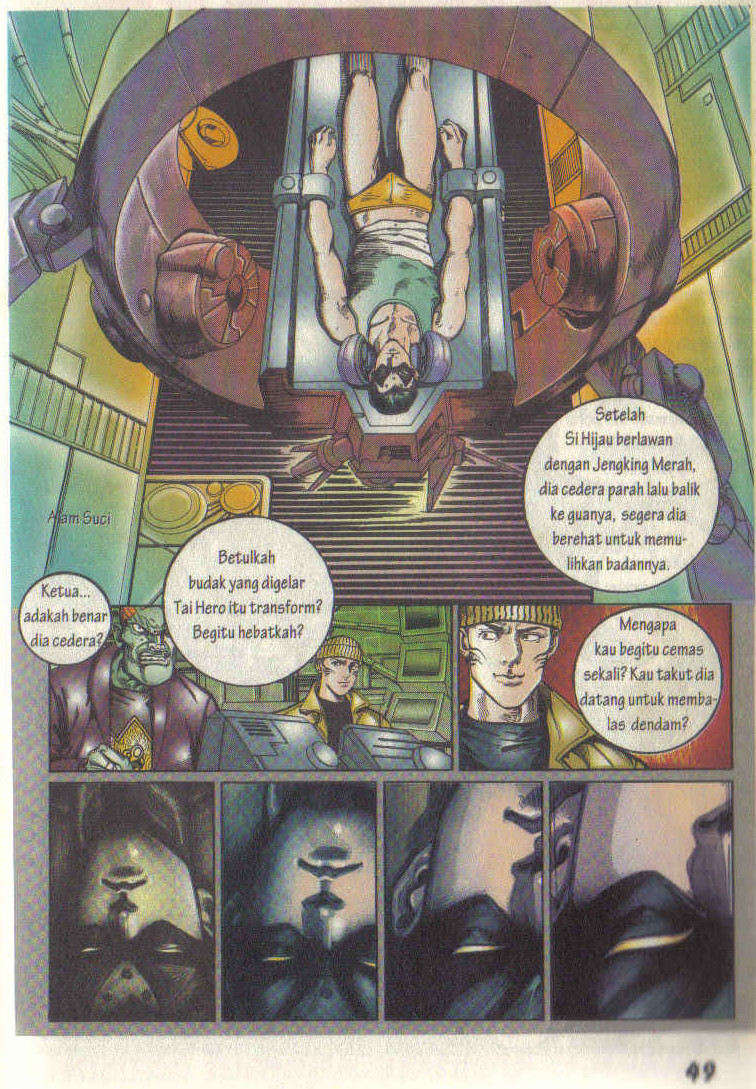 Setelah
Si Hijau berlawan
dengan Jengking Merah,
dia cedera parah lalu balik
ke guanya, segera dia
berehat untuk memu-
lihkan badannya.
Alam Suci
Ketua...
adakah benar
dia cedera?
Betulkah
budak yang digelar
Tai Hero itu transform?
Begitu hebatkah?
Mengapa
kau begitu cemas
sekali? Kau takut dia
datang untuk memba-
las dendam?
49